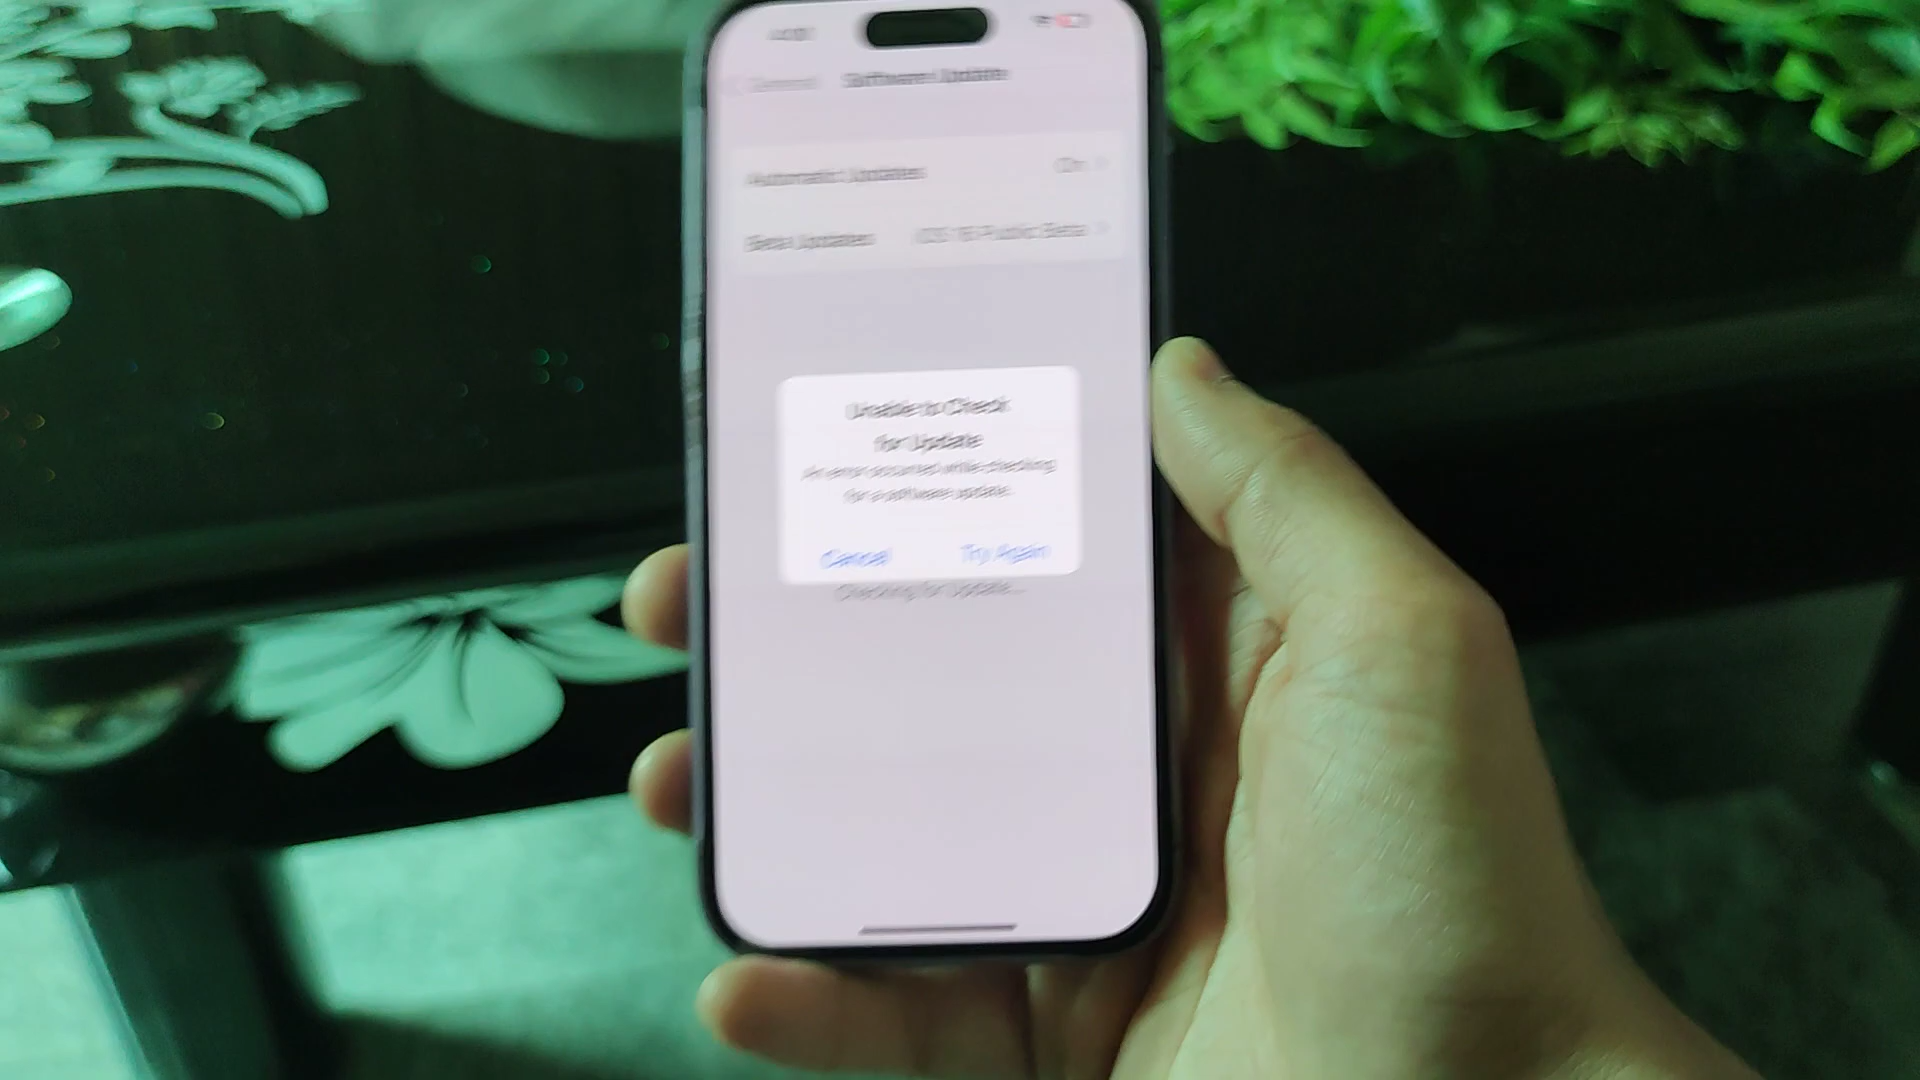 Software Update
General
Automatic Updates On
Beta Updates iOS 18 Public Beta
Unable to Check
for Update
An error occurred while checking
for a software update.
Cancel Try Again
Checking for Update...